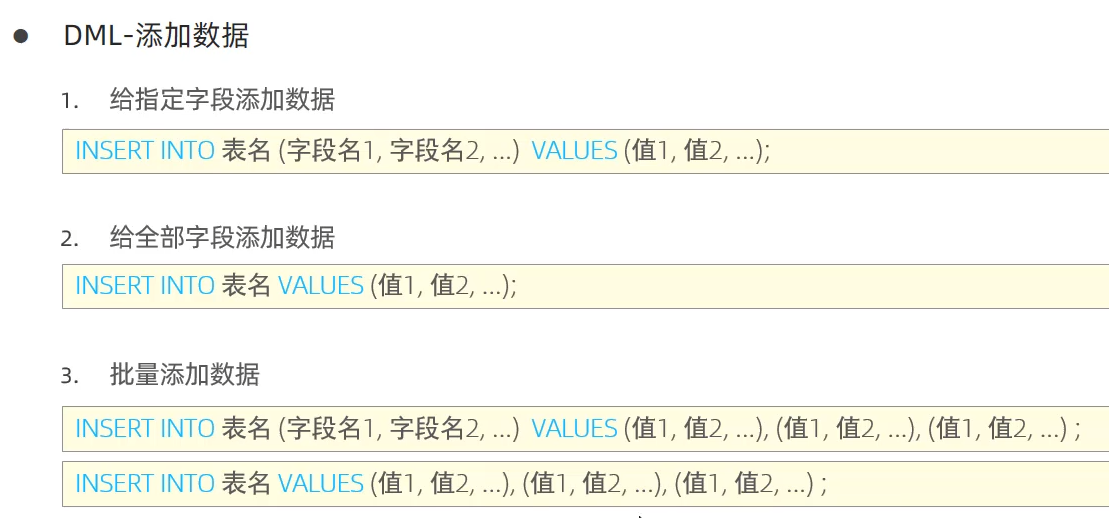 ● DML-添加数据
1. 给指定字段添加数据
INSERT INTO 表名 (字段名1, 字段名2, ...) VALUES (值1, 值2, ...);
2. 给全部字段添加数据
INSERT INTO 表名 VALUES (值1, 值2, ...);
3. 批量添加数据
INSERT INTO 表名 (字段名1, 字段名2, ...) VALUES (值1, 值2, ...), (值1, 值2, ...), (值1, 值2, ...) ;
INSERT INTO 表名 VALUES (值1, 值2, ...), (值1, 值2, ...), (值1, 值2, ...) ;